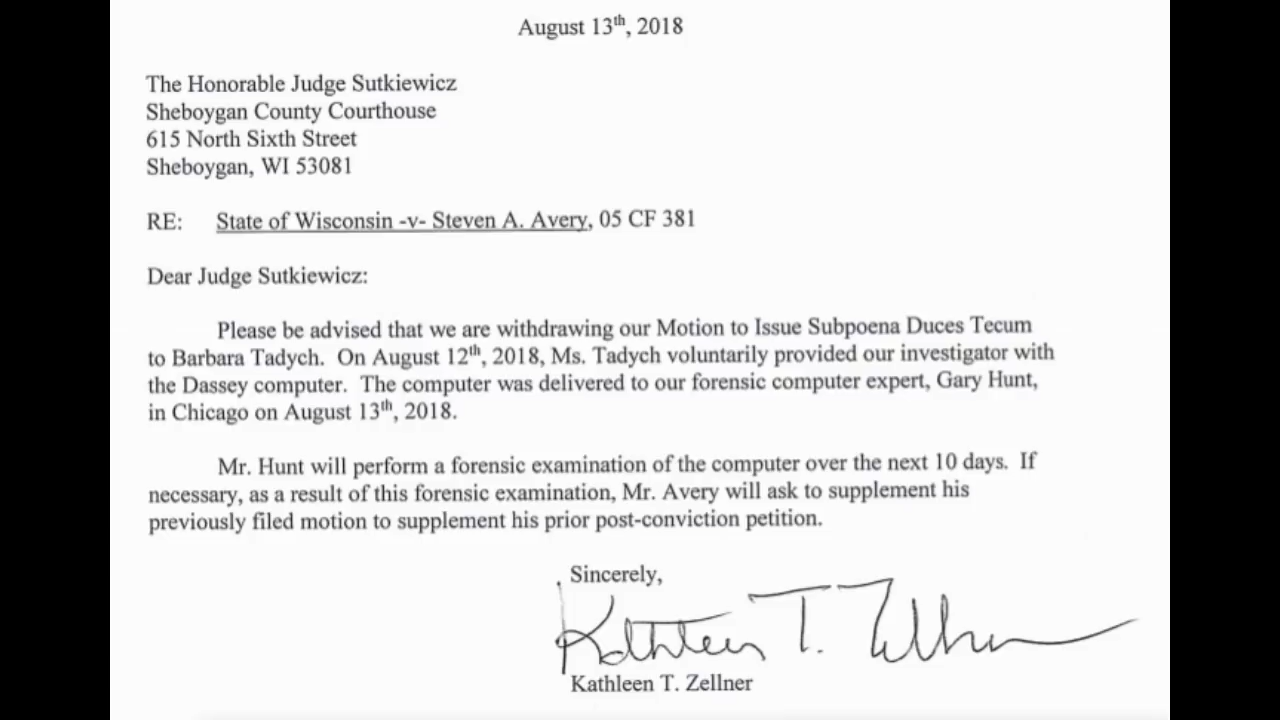 August 13th, 2018
The Honorable Judge Sutkiewicz
Sheboygan County Courthouse
615 North Sixth Street
Sheboygan, WI 53081
RE: State of Wisconsin -v- Steven A. Avery, 05 CF 381
Dear Judge Sutkiewicz:
Please be advised that we are withdrawing our Motion to Issue Subpoena Duces Tecum
to Barbara Tadych. On August 12th, 2018, Ms. Tadych voluntarily provided our investigator with
the Dassey computer. The computer was delivered to our forensic computer expert, Gary Hunt,
in Chicago on August 13th, 2018.
Mr. Hunt will perform a forensic examination of the computer over the next 10 days. If
necessary, as a result of this forensic examination, Mr. Avery will ask to supplement his
previously filed motion to supplement his prior post-conviction petition.
Sincerely,
Kathleen T. Zellner
Kathleen T. Zellner